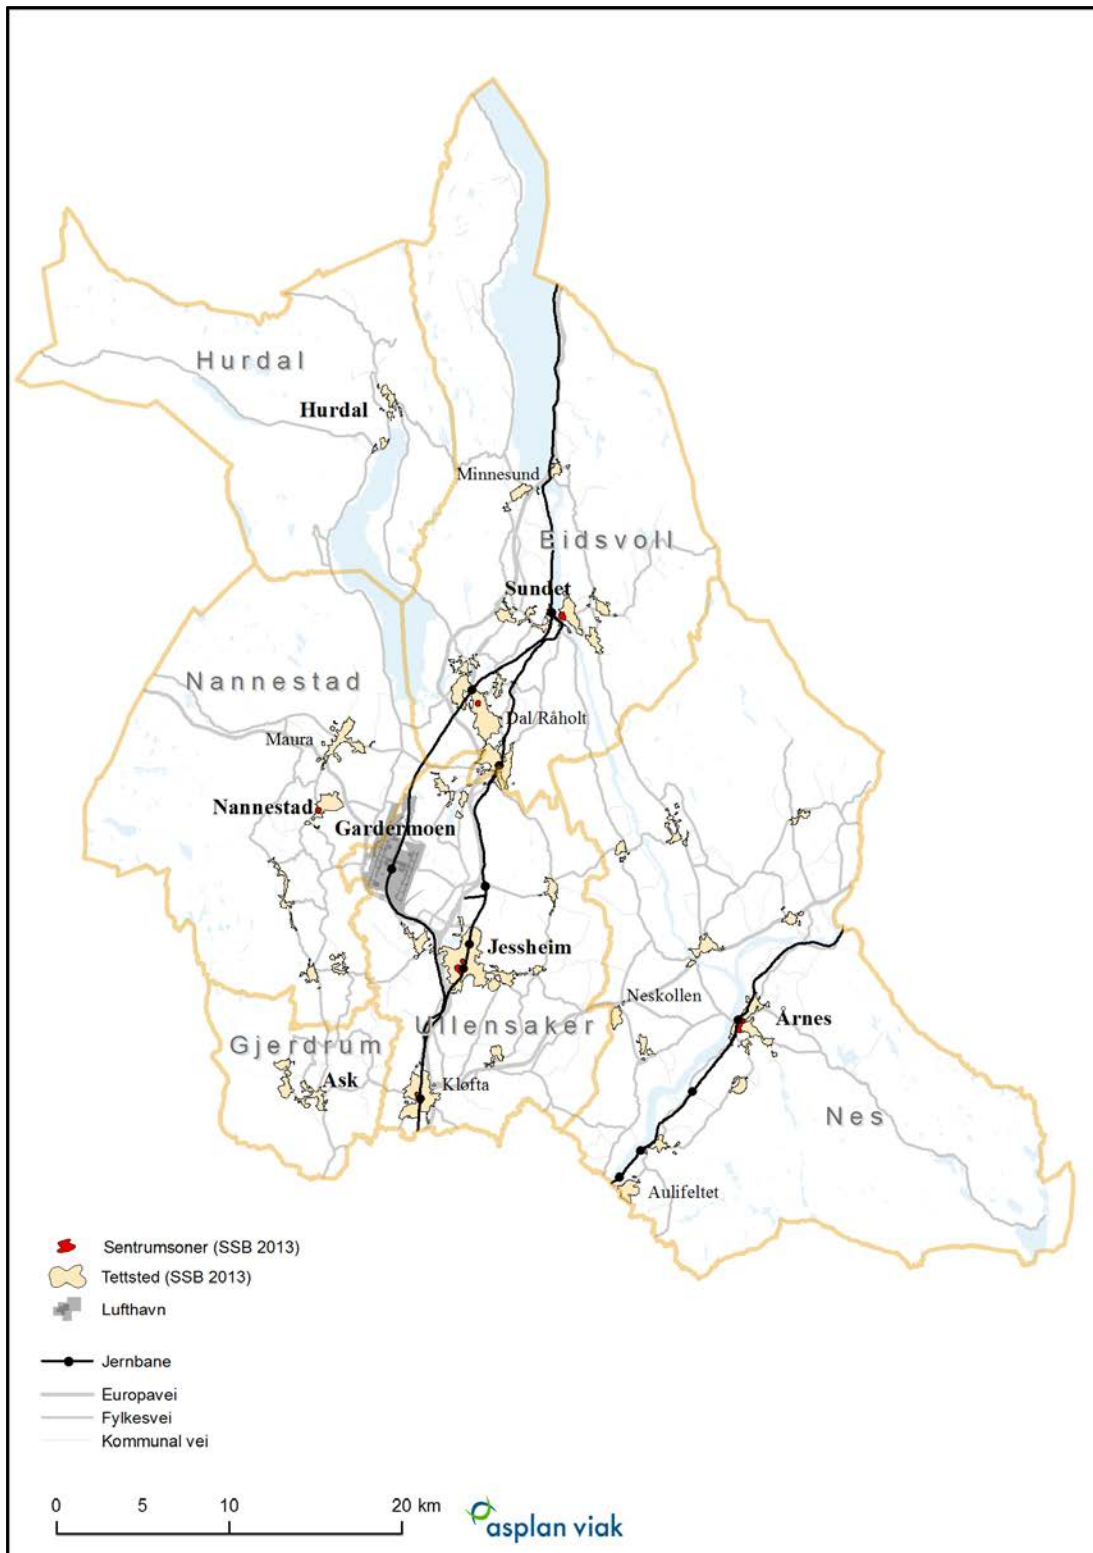 Hurdal
Hurdal
Minnesund
Eidsvoll
Sundet
Nannestad
Dal/Råholt
Maura
Nannestad
Gardermoen
Jessheim
Neskollen
Årnes
Ullensaker
Gjerdrum
Ask
Kløfta
Nes
Aulifeltet
Sentrumsoner (SSB 2013)
Tettsted (SSB 2013)
Lufthavn
Jernbane
Europavei
Fylkesvei
Kommunal vei
0 5 10 20 km
asplan viak